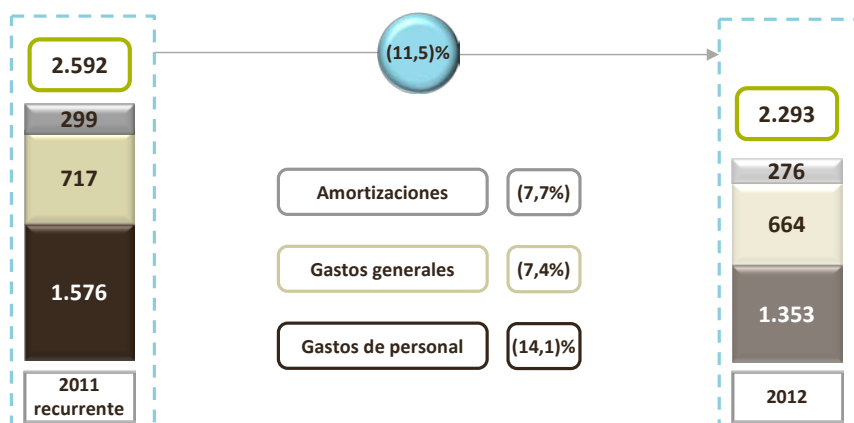 (11,5)%
2.592
299
717
1.576
2011
recurrente
Amortizaciones (7,7%)
Gastos generales (7,4%)
Gastos de personal (14,1)%
2.293
276
664
1.353
2012